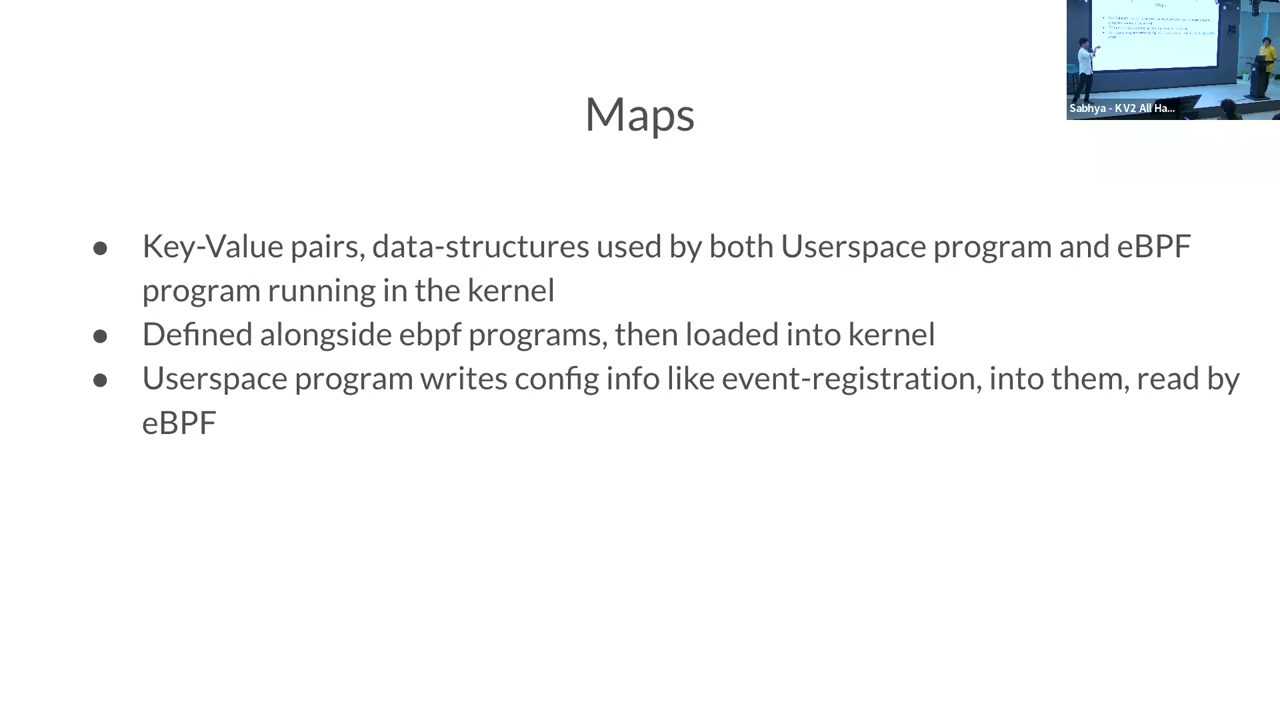 Maps
Sabhya - KV2 All Ha...
Maps
● Key-Value pairs, data-structures used by both Userspace program and eBPF
program running in the kernel
● Defined alongside ebpf programs, then loaded into kernel
● Userspace program writes config info like event-registration, into them, read by
eBPF